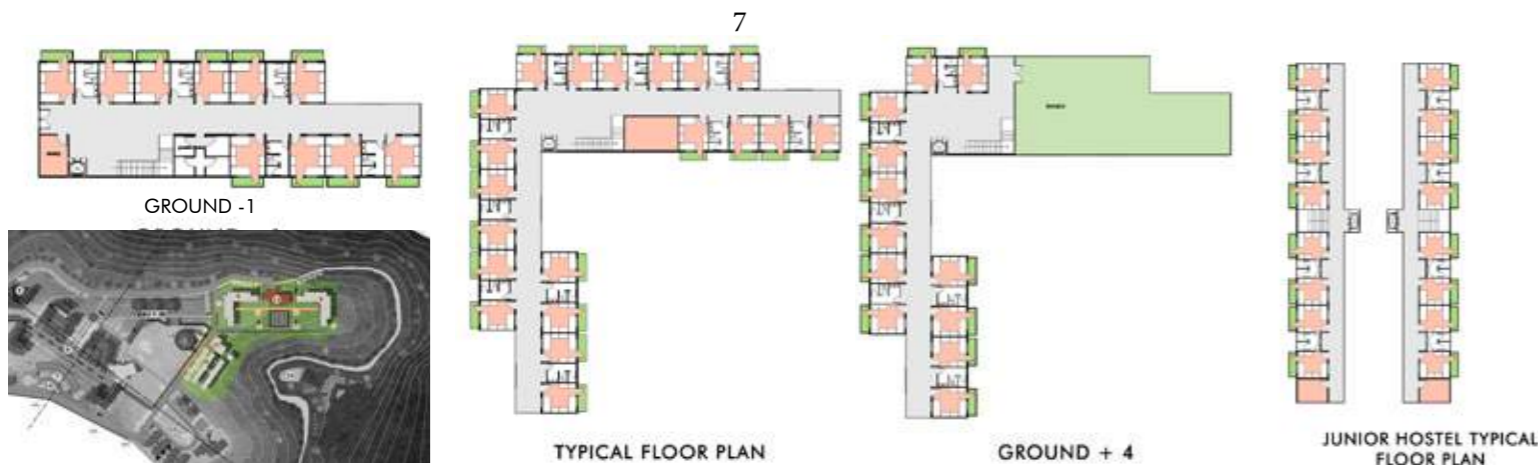 7
GROUND -1
TYPICAL FLOOR PLAN
GROUND + 4
JUNIOR HOSTEL TYPICAL
FLOOR PLAN